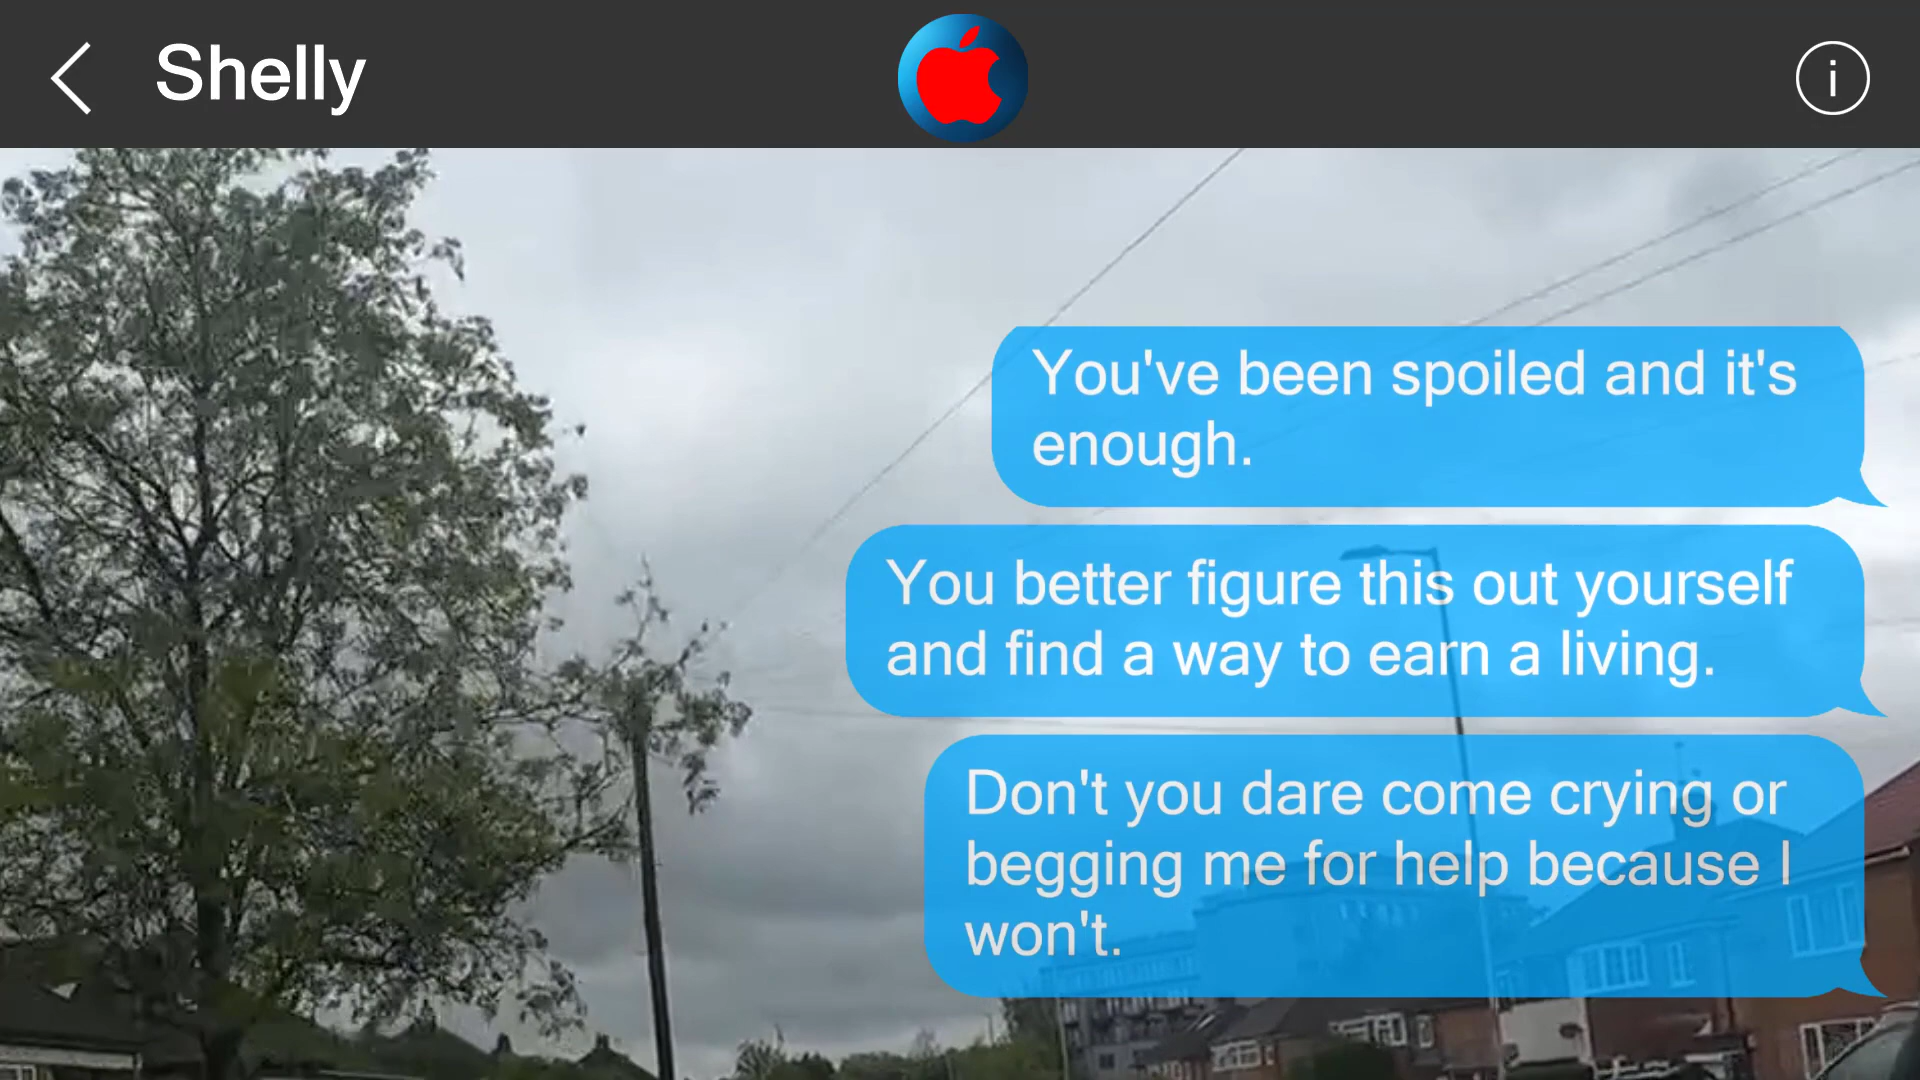 Shelly
i
You've been spoiled and it's
enough.
You better figure this out yourself
and find a way to earn a living.
Don't you dare come crying or
begging me for help because I
won't.